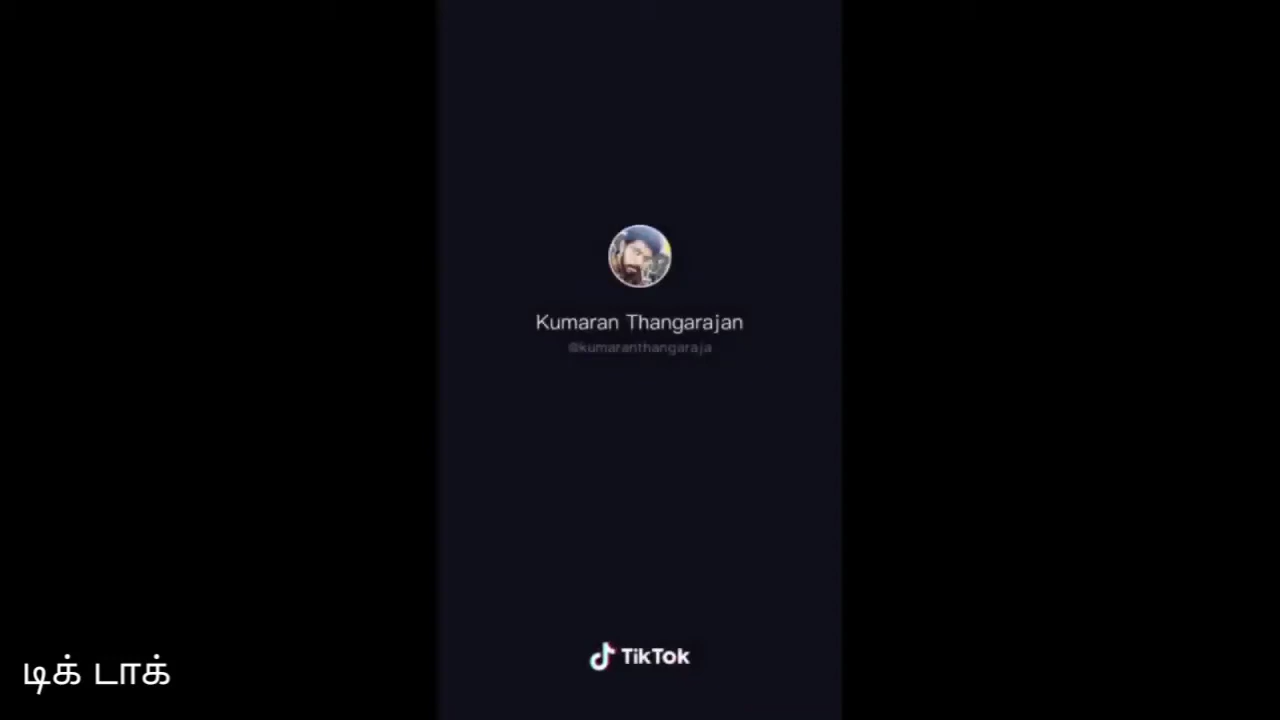 Kumaran Thangarajan
@kumaranthangaraja
TikTok
டிக் டாக்